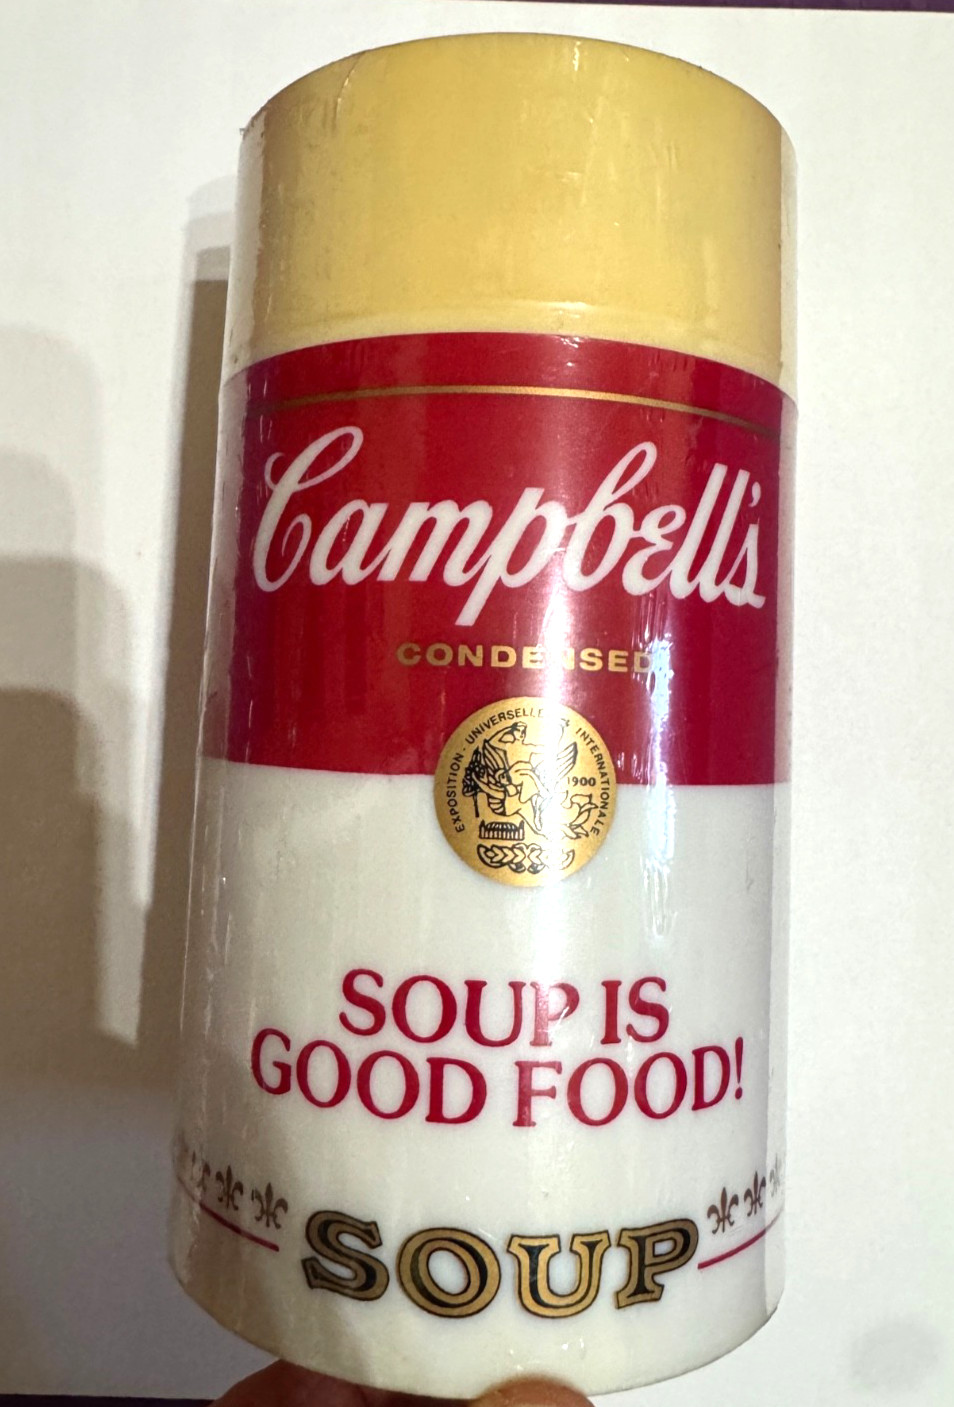 Campbell's
CONDENSED
EXPOSITION - UNIVERSELLE INTERNATIONALE
1900
SOUP IS
GOOD FOOD!
SOUP